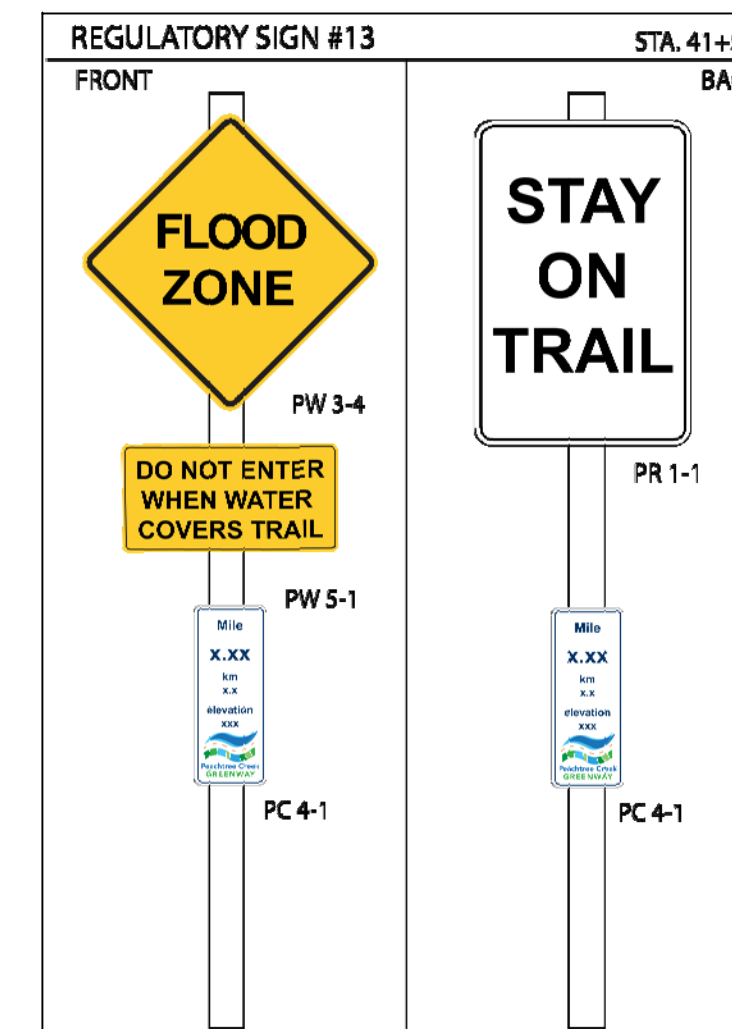 REGULATORY SIGN #13
STA. 41+
FRONT
FLOOD
ZONE
PW 3-4
DO NOT ENTER
WHEN WATER
COVERS TRAIL
PW 5-1
Mile
x.xx
km
x.x
elevation
xxx
Peachtree Creek
GREENWAY
PC 4-1
STAY
ON
TRAIL
PR 1-1
Mile
x.xx
km
x.x
elevation
xxx
Peachtree Creek
GREENWAY
PC 4-1